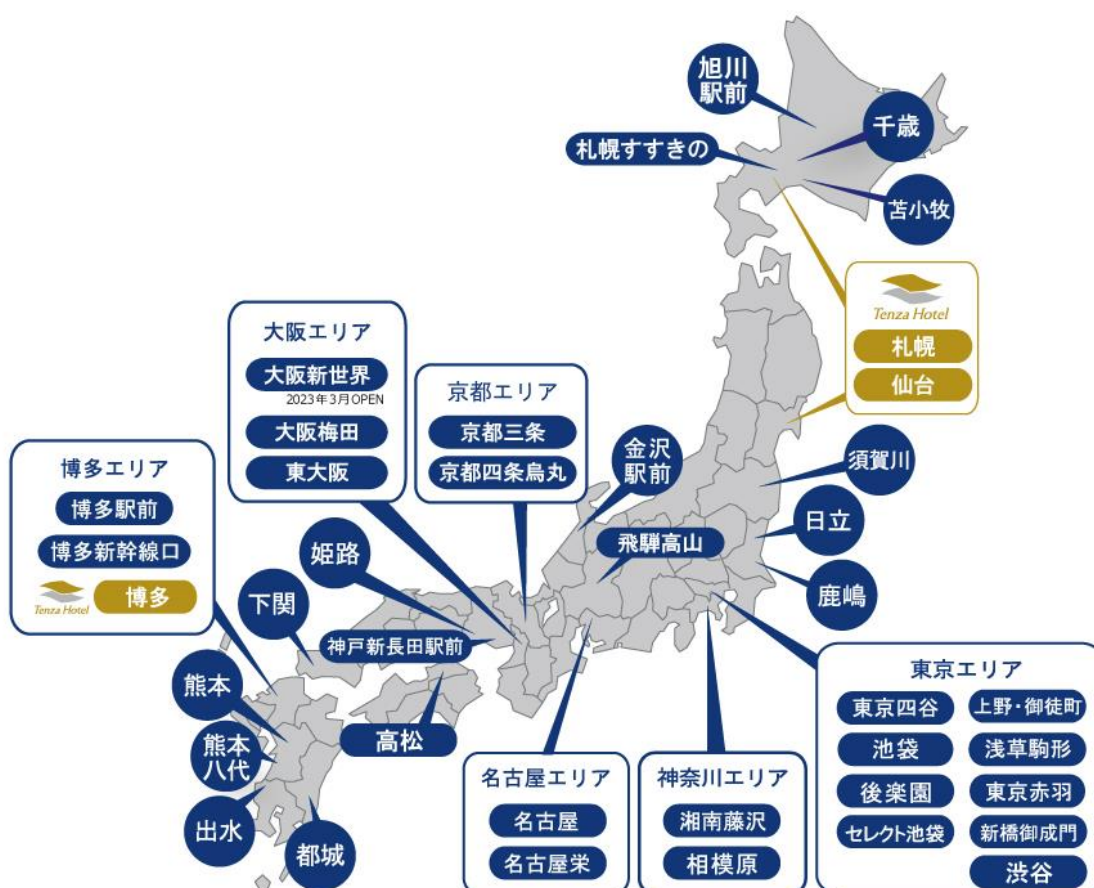 旭川
駅前
千歳
札幌すすきの
苫小牧
Tenza Hotel
札幌
仙台
大阪エリア
大阪新世界
2023年3月OPEN
大阪梅田
東大阪
京都エリア
京都三条
京都四条烏丸
金沢
駅前
須賀川
博多エリア
博多駅前
博多新幹線口
Tenza Hotel
博多
日立
飛騨高山
姫路
鹿嶋
下関
神戸新長田駅前
熊本
高松
熊本
八代
出水
都城
名古屋エリア
名古屋
名古屋栄
神奈川エリア
湘南藤沢
相模原
東京エリア
東京四谷
上野・御徒町
池袋
浅草駒形
後楽園
東京赤羽
セレクト池袋
新橋御成門
渋谷